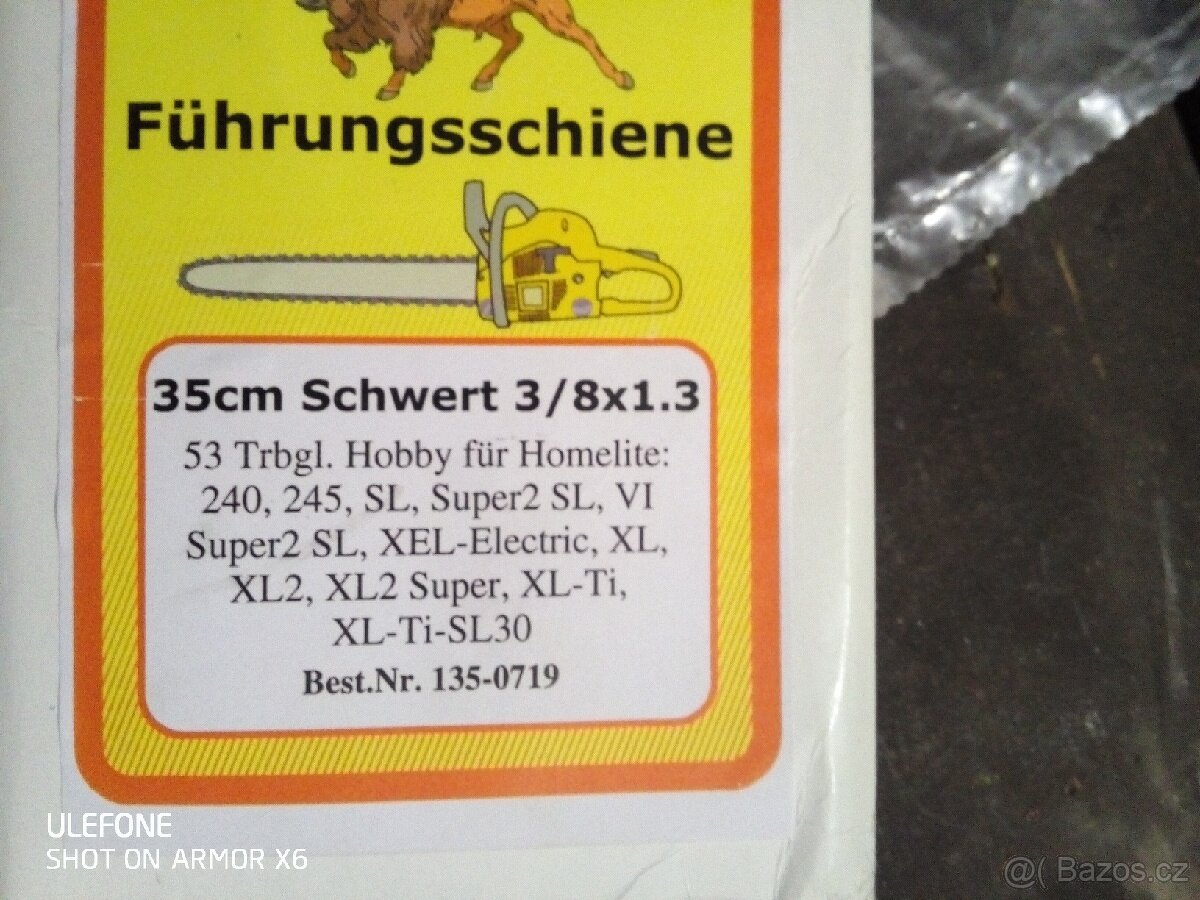 Führungsschiene
35cm Schwert 3/8x1.3
53 Trbgl. Hobby für Homelite:
240, 245, SL, Super2 SL, VI
Super2 SL, XEL-Electric, XL,
XL2, XL2 Super, XL-Ti,
XL-Ti-SL30
Best.Nr. 135-0719
ULEFONE
SHOT ON ARMOR X6
@( Bazos.cz